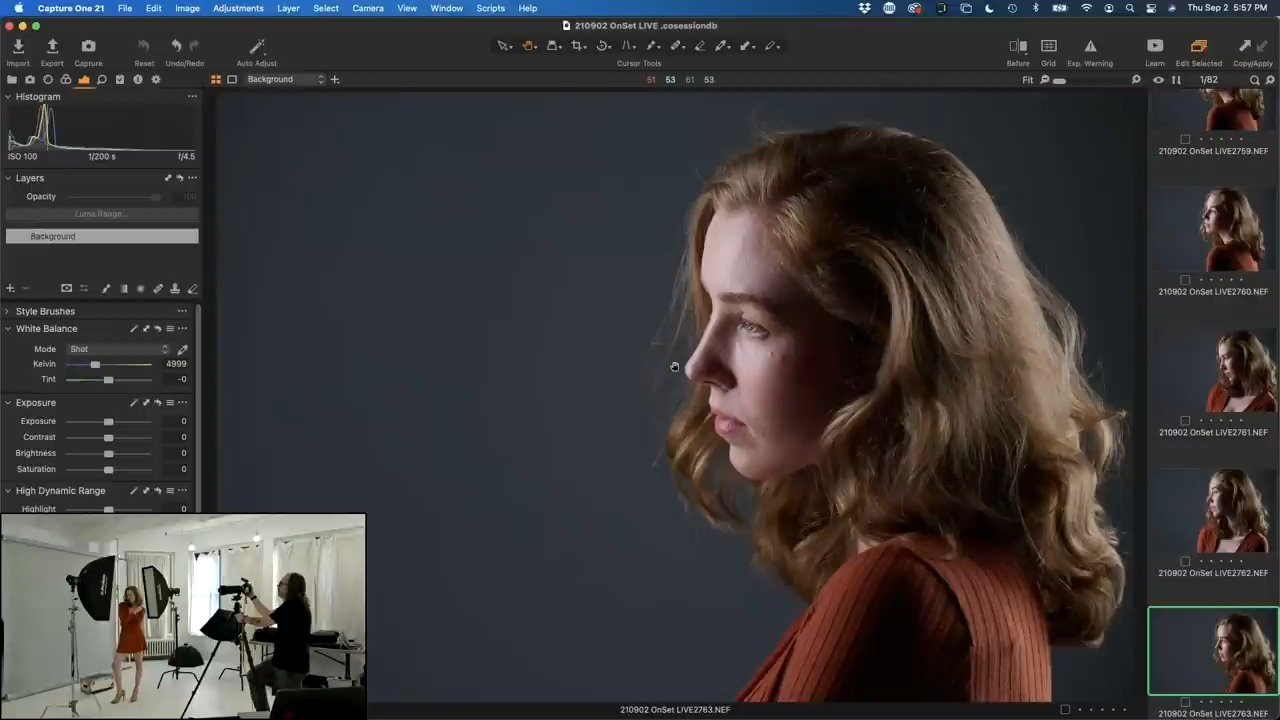 Capture One 21 File Edit Image Adjustments Layer Select Camera View Window Scripts Help Thu Sep 2 5:57 PM
210902 OnSet LIVE .cosessiondb
Import Export Capture Reset Undo/Redo Auto Adjust Cursor Tools Before Grid Exp. Warning Learn Edit Selected Copy/Apply
Background 51 53 61 53 Fit 1/82
Histogram
ISO 100 1/200 s f/4.5
Layers
Opacity 100
Luma Range...
Background
Style Brushes
White Balance
Mode Shot
Kelvin 4999
Tint -0
Exposure
Exposure 0
Contrast 0
Brightness 0
Saturation 0
High Dynamic Range
Highlight 0
210902 OnSet LIVE2763.NEF
210902 OnSet LIVE2759.NEF
210902 OnSet LIVE2760.NEF
210902 OnSet LIVE2761.NEF
210902 OnSet LIVE2762.NEF
210902 OnSet LIVE2763.NEF